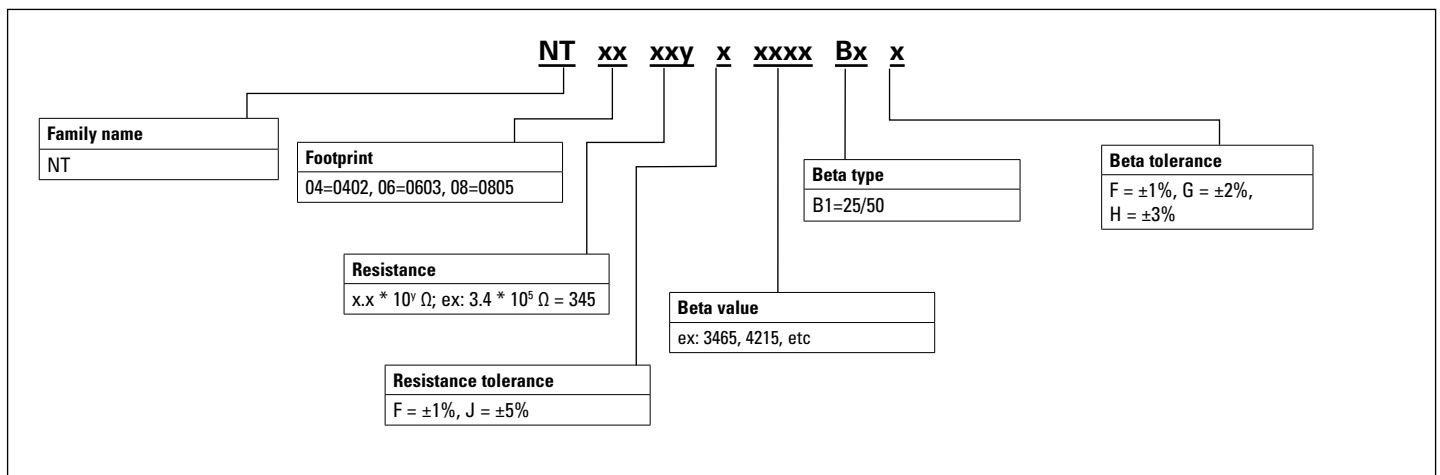 NT xx xxy x xxxx Bx x
Family name
NT
Footprint
04=0402, 06=0603, 08=0805
Resistance
x.x * 10ʸ Ω; ex: 3.4 * 10⁵ Ω = 345
Resistance tolerance
F = ±1%, J = ±5%
Beta value
ex: 3465, 4215, etc
Beta type
B1=25/50
Beta tolerance
F = ±1%, G = ±2%,
H = ±3%